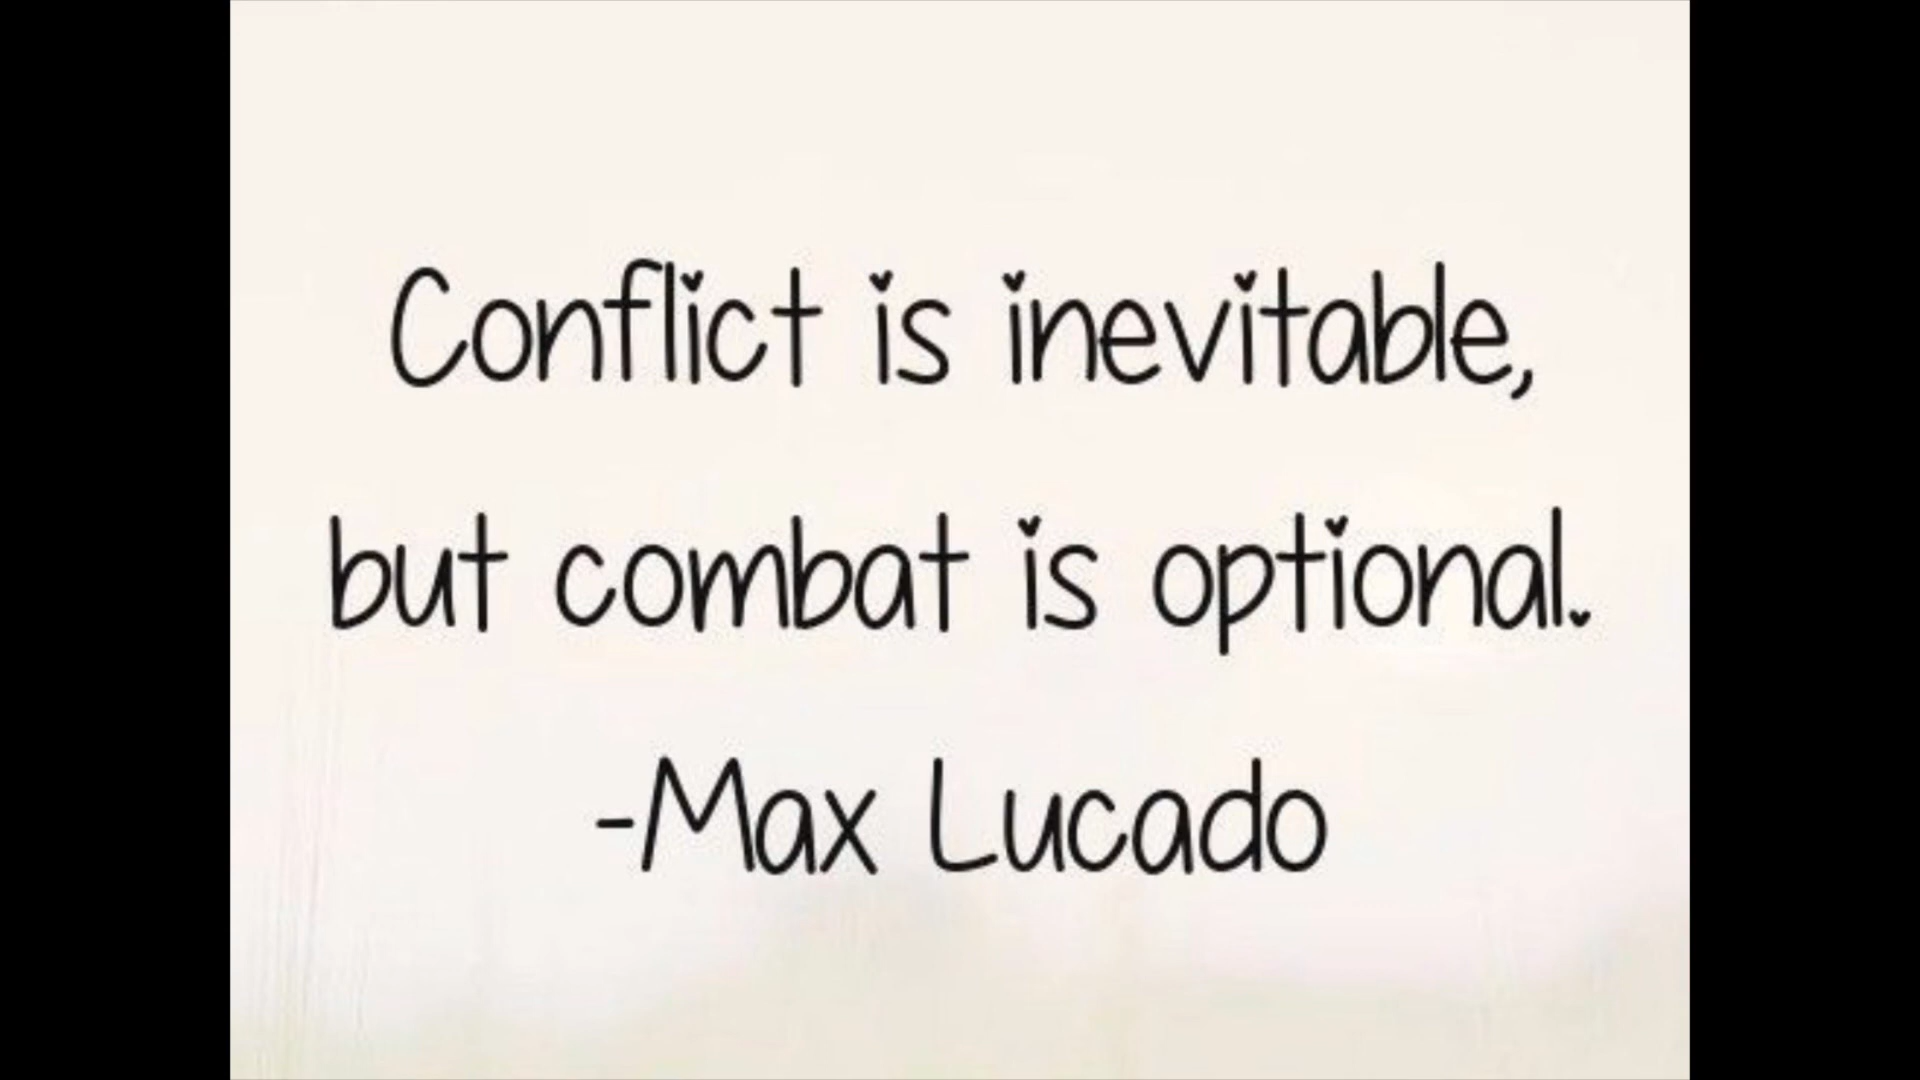 Conflict is inevitable,
but combat is optional.
-Max Lucado